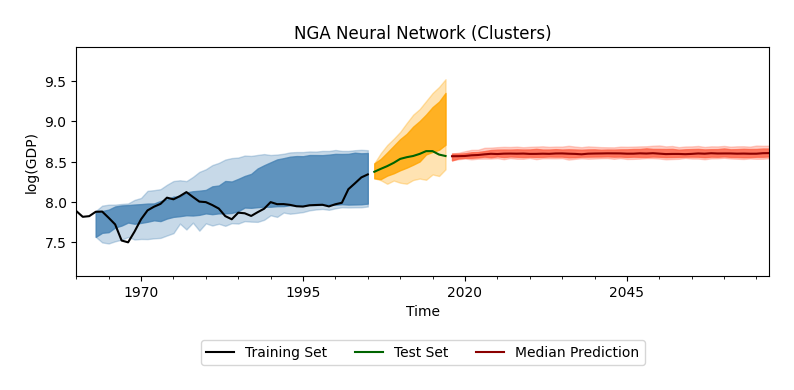 NGA Neural Network (Clusters)
log(GDP)
9.5
9.0
8.5
8.0
7.5
1970 1995 2020 2045
Time
Training Set Test Set Median Prediction